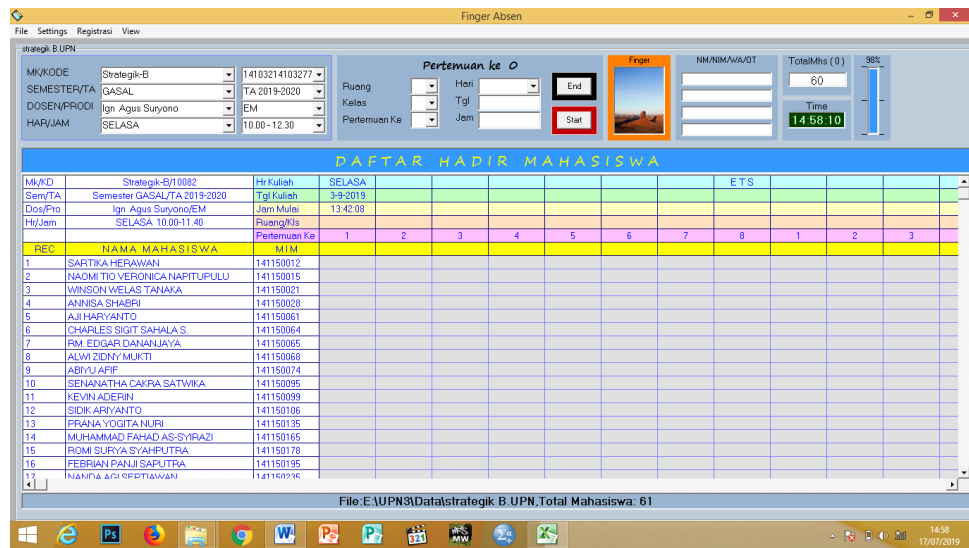 Finger Absen
File Settings Registrasi View
strategik B.UPN
MK/KODE Strategik-B 14103214103277
SEMESTER/TA GASAL TA 2019-2020
DOSEN/PRODI Ign Agus Suryono EM
HAR/JAM SELASA 10.00 - 12.30
Pertemuan ke 0
Ruang Hari
Kelas Tgl
Pertemuan Ke Jam
End
Start
Finger
NM/NIM/WA/OT
TotalMhs ( 0 )
60
Time
14:58:10
98%
DAFTAR HADIR MAHASISWA
Mk/KD Strategik-B/10082 Hr Kuliah SELASA ETS
Sem/TA Semester GASAL/TA 2019-2020 Tgl Kuliah 3-9-2019
Dos/Pro Ign Agus Suryono/EM Jam Mulai 13:42:08
Hr/Jam SELASA 10.00-11.40 Ruang/Kls
Pertemuan Ke 1 2 3 4 5 6 7 8 1 2 3
REC NAMA MAHASISWA MIM
1 SARTIKA HERAWAN 141150012
2 NAOMI TIO VERONICA NAPITUPULU 141150015
3 WINSON WELAS TANAKA 141150021
4 ANNISA SHABRI 141150028
5 AJI HARYANTO 141150061
6 CHARLES SIGIT SAHALA S. 141150064
7 RM. EDGAR DANANJAYA 141150065
8 ALWI ZIDNY MUKTI 141150068
9 ABIYU AFIF 141150074
10 SENANATHA CAKRA SATWIKA 141150095
11 KEVIN ADERIN 141150099
12 SIDIK ARIYANTO 141150106
13 PRANA YOGITA NURI 141150135
14 MUHAMMAD FAHAD AS-SYIRAZI 141150165
15 ROMI SURYA SYAHPUTRA 141150178
16 FEBRIAN PANJI SAPUTRA 141150195
17 NANDA AGI SEPTIAWAN 141150235
File:E:\UPN3\Data\strategik B.UPN,Total Mahasiswa: 61
Ps
321
MW
14:58
17/07/2019